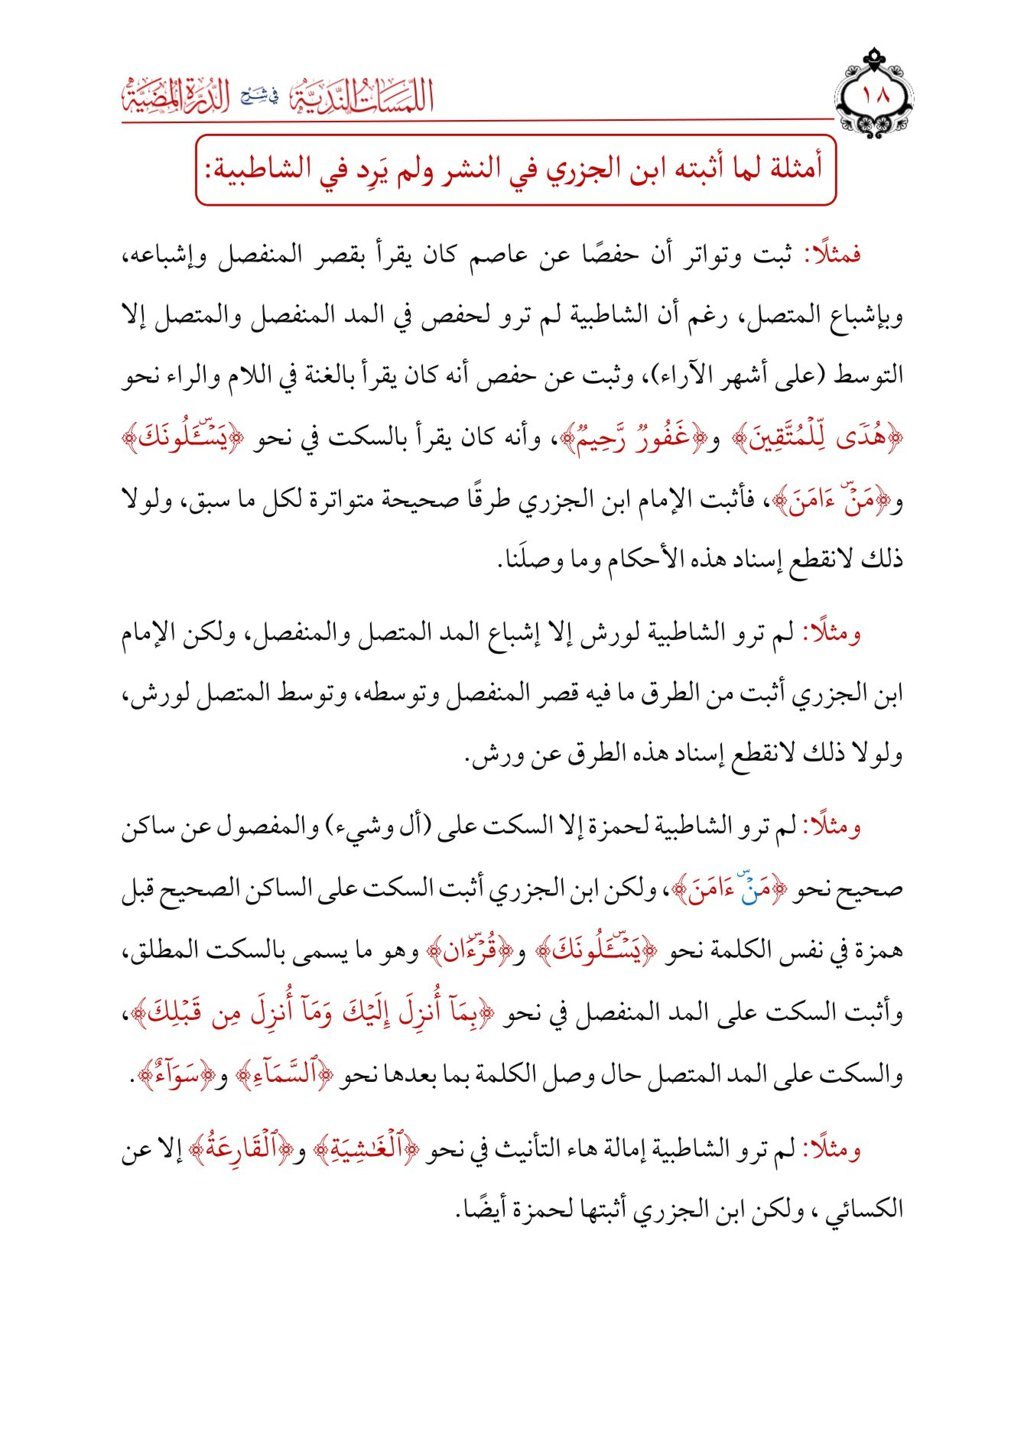 ١٨
اللمسات الندية في شرح الدرة المضية
أمثلة لما أثبته ابن الجزري في النشر ولم يَرِد في الشاطبية:
فمثلًا: ثبت وتواتر أن حفصًا عن عاصم كان يقرأ بقصر المنفصل وإشباعه،
وبإشباع المتصل، رغم أن الشاطبية لم ترو لحفص في المد المنفصل والمتصل إلا
التوسط (على أشهر الآراء)، وثبت عن حفص أنه كان يقرأ بالغنة في اللام والراء نحو
﴿هُدٗى لِّلۡمُتَّقِينَ﴾ و﴿غَفُورٞ رَّحِيمٞ﴾، وأنه كان يقرأ بالسكت في نحو ﴿يَسۡۜـَٔلُونَكَ﴾
و﴿مَنۡۜ ءَامَنَ﴾، فأثبت الإمام ابن الجزري طرقًا صحيحة متواترة لكل ما سبق، ولولا
ذلك لانقطع إسناد هذه الأحكام وما وصلَنا.
ومثلًا: لم ترو الشاطبية لورش إلا إشباع المد المتصل والمنفصل، ولكن الإمام
ابن الجزري أثبت من الطرق ما فيه قصر المنفصل وتوسطه، وتوسط المتصل لورش،
ولولا ذلك لانقطع إسناد هذه الطرق عن ورش.
ومثلًا: لم ترو الشاطبية لحمزة إلا السكت على (أل وشيء) والمفصول عن ساكن
صحيح نحو ﴿مَنۡۜ ءَامَنَ﴾، ولكن ابن الجزري أثبت السكت على الساكن الصحيح قبل
همزة في نفس الكلمة نحو ﴿يَسۡۜـَٔلُونَكَ﴾ و﴿قُرۡۜءَان﴾ وهو ما يسمى بالسكت المطلق،
وأثبت السكت على المد المنفصل في نحو ﴿بِمَآ أُنزِلَ إِلَيۡكَ وَمَآ أُنزِلَ مِن قَبۡلِكَ﴾،
والسكت على المد المتصل حال وصل الكلمة بما بعدها نحو ﴿ٱلسَّمَآءِ﴾ و﴿سَوَآءٌ﴾.
ومثلًا: لم ترو الشاطبية إمالة هاء التأنيث في نحو ﴿ٱلۡغَٰشِيَةِ﴾ و﴿ٱلۡقَارِعَةُ﴾ إلا عن
الكسائي ، ولكن ابن الجزري أثبتها لحمزة أيضًا.